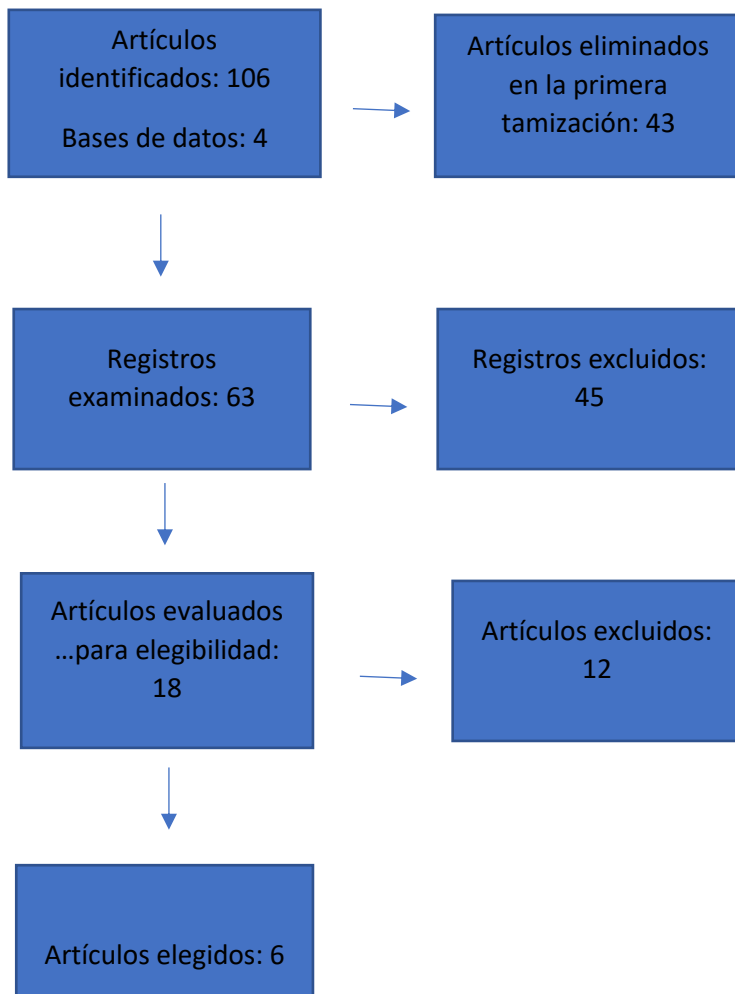 Artículos
identificados: 106
Bases de datos: 4
Artículos eliminados
en la primera
tamización: 43
Registros
examinados: 63
Registros excluidos:
45
Artículos evaluados
...para elegibilidad:
18
Artículos excluidos:
12
Artículos elegidos: 6